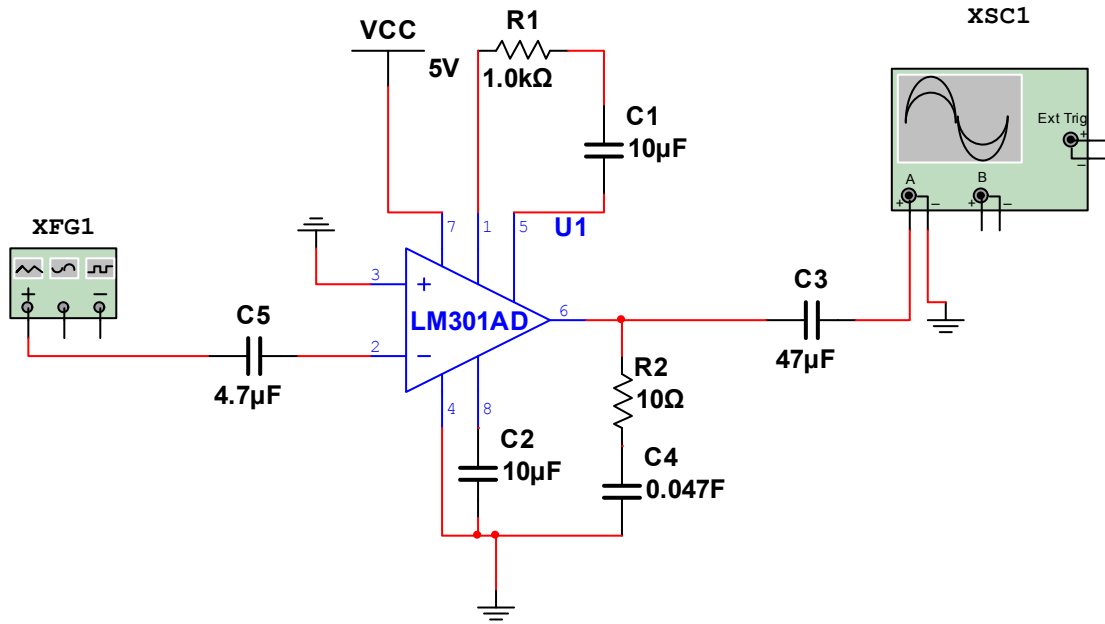 XSC1
VCC
5V
R1
1.0kΩ
C1
10µF
Ext Trig
+
−
A
B
+ − + −
XFG1
+ −
7
1
5
U1
3
+
LM301AD
6
2
−
4
8
C5
4.7µF
C3
47µF
R2
10Ω
C2
10µF
C4
0.047F